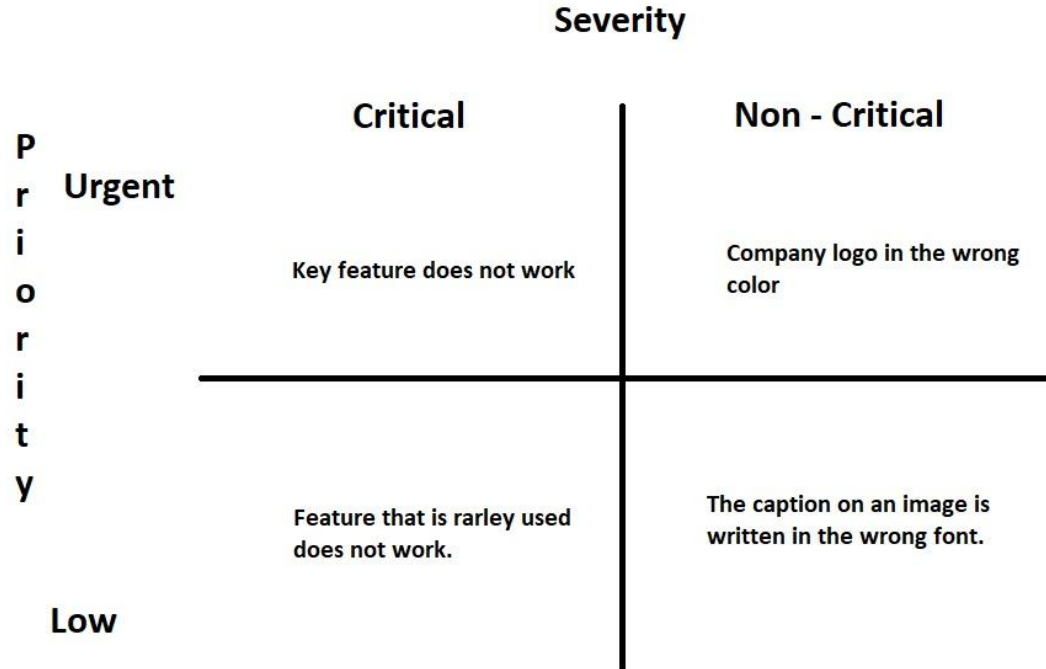 Severity
Critical
Non - Critical
Priority
Urgent
Key feature does not work
Company logo in the wrong
color
Feature that is rarley used
does not work.
The caption on an image is
written in the wrong font.
Low